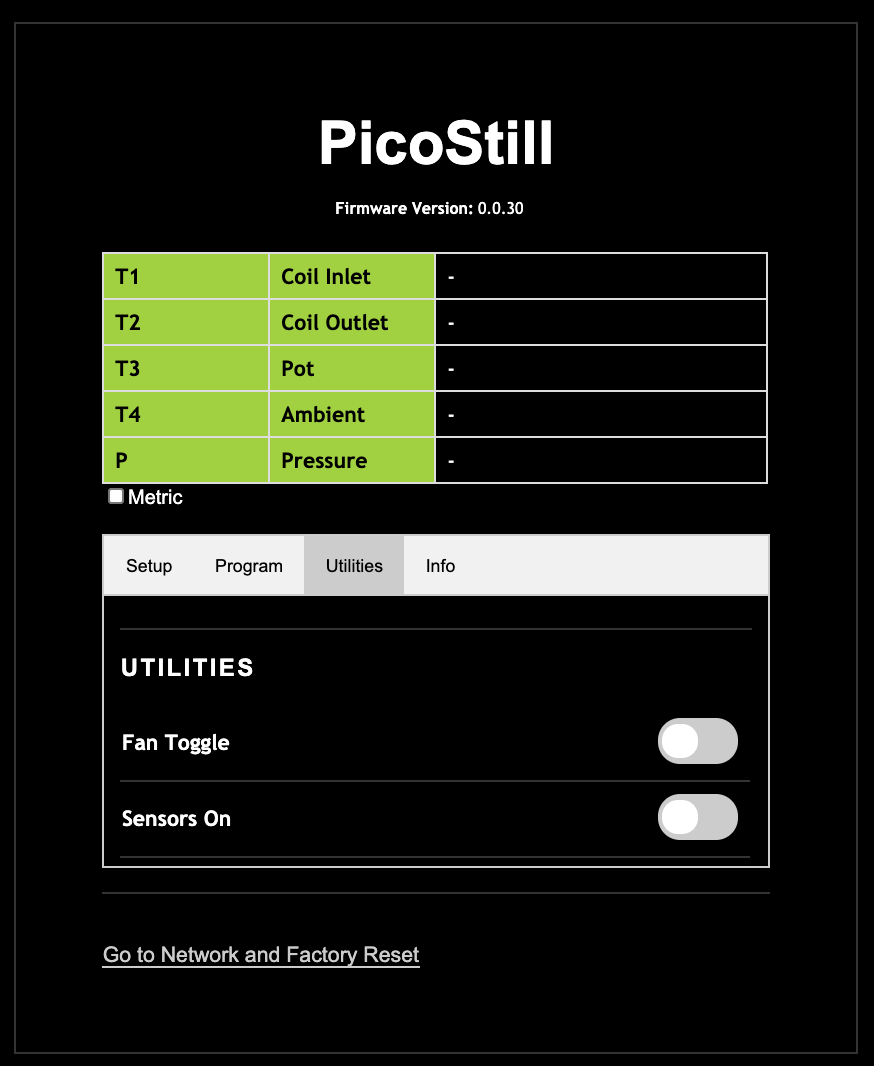 PicoStill
Firmware Version: 0.0.30
T1 Coil Inlet -
T2 Coil Outlet -
T3 Pot -
T4 Ambient -
P Pressure -
Metric
Setup Program Utilities Info
UTILITIES
Fan Toggle
Sensors On
Go to Network and Factory Reset